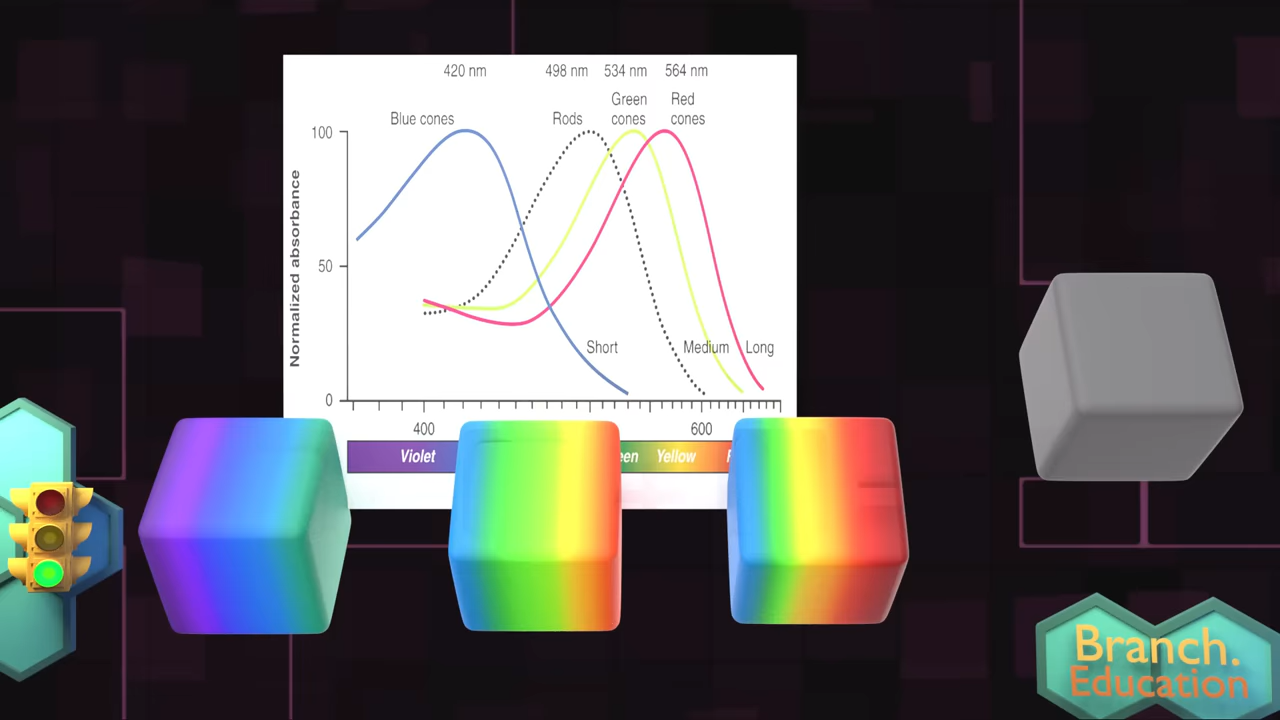 420 nm
498 nm
534 nm
564 nm
Blue cones
Rods
Green
cones
Red
cones
100
50
0
Normalized absorbance
Short
Medium
Long
400
600
Violet
een
Yellow
Branch.
Education